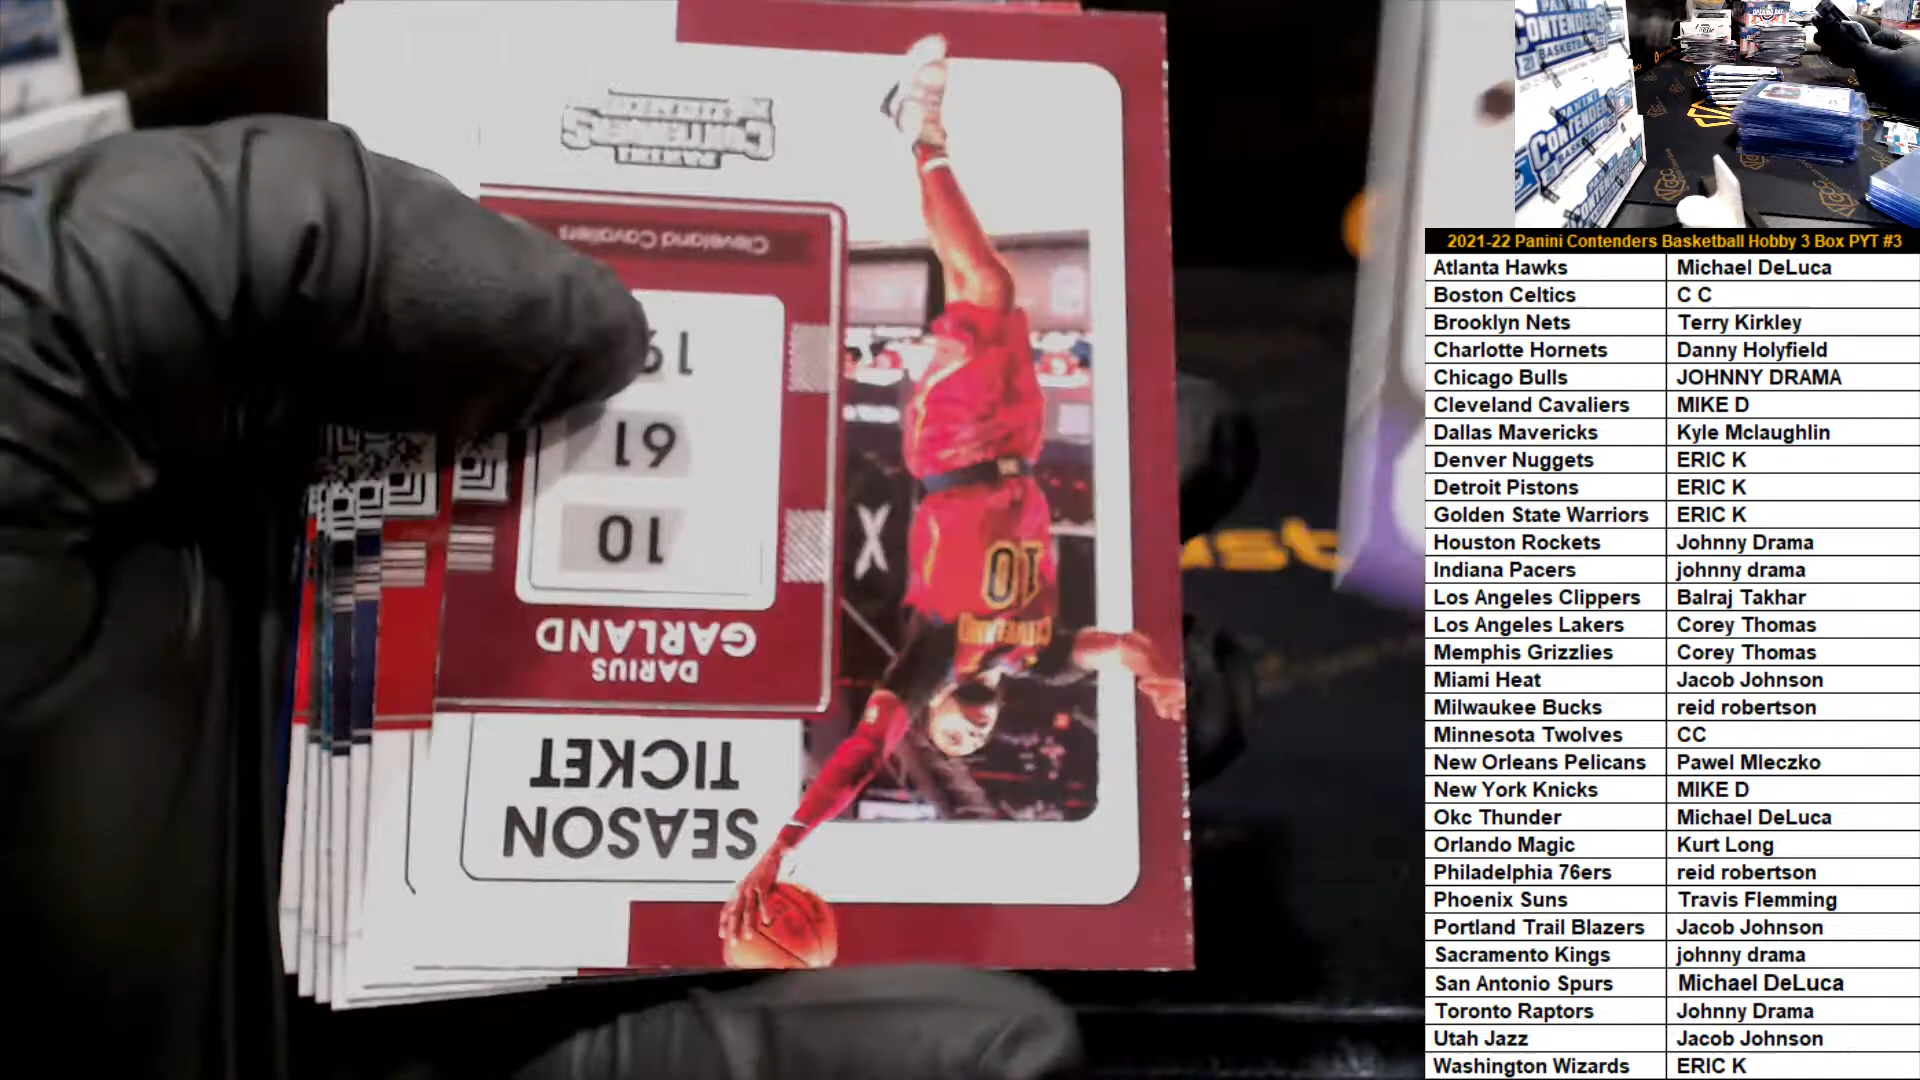 PANINI
CONTENDERS
Cleveland Cavaliers
10
DARIUS
GARLAND
SEASON
TICKET
X
CONTENDERS
BASKETBALL
PANINI
CONTENDERS
2021-22 Panini Contenders Basketball Hobby 3 Box PYT #3
Atlanta Hawks Michael DeLuca
Boston Celtics C C
Brooklyn Nets Terry Kirkley
Charlotte Hornets Danny Holyfield
Chicago Bulls JOHNNY DRAMA
Cleveland Cavaliers MIKE D
Dallas Mavericks Kyle Mclaughlin
Denver Nuggets ERIC K
Detroit Pistons ERIC K
Golden State Warriors ERIC K
Houston Rockets Johnny Drama
Indiana Pacers johnny drama
Los Angeles Clippers Balraj Takhar
Los Angeles Lakers Corey Thomas
Memphis Grizzlies Corey Thomas
Miami Heat Jacob Johnson
Milwaukee Bucks reid robertson
Minnesota Twolves CC
New Orleans Pelicans Pawel Mleczko
New York Knicks MIKE D
Okc Thunder Michael DeLuca
Orlando Magic Kurt Long
Philadelphia 76ers reid robertson
Phoenix Suns Travis Flemming
Portland Trail Blazers Jacob Johnson
Sacramento Kings johnny drama
San Antonio Spurs Michael DeLuca
Toronto Raptors Johnny Drama
Utah Jazz Jacob Johnson
Washington Wizards ERIC K